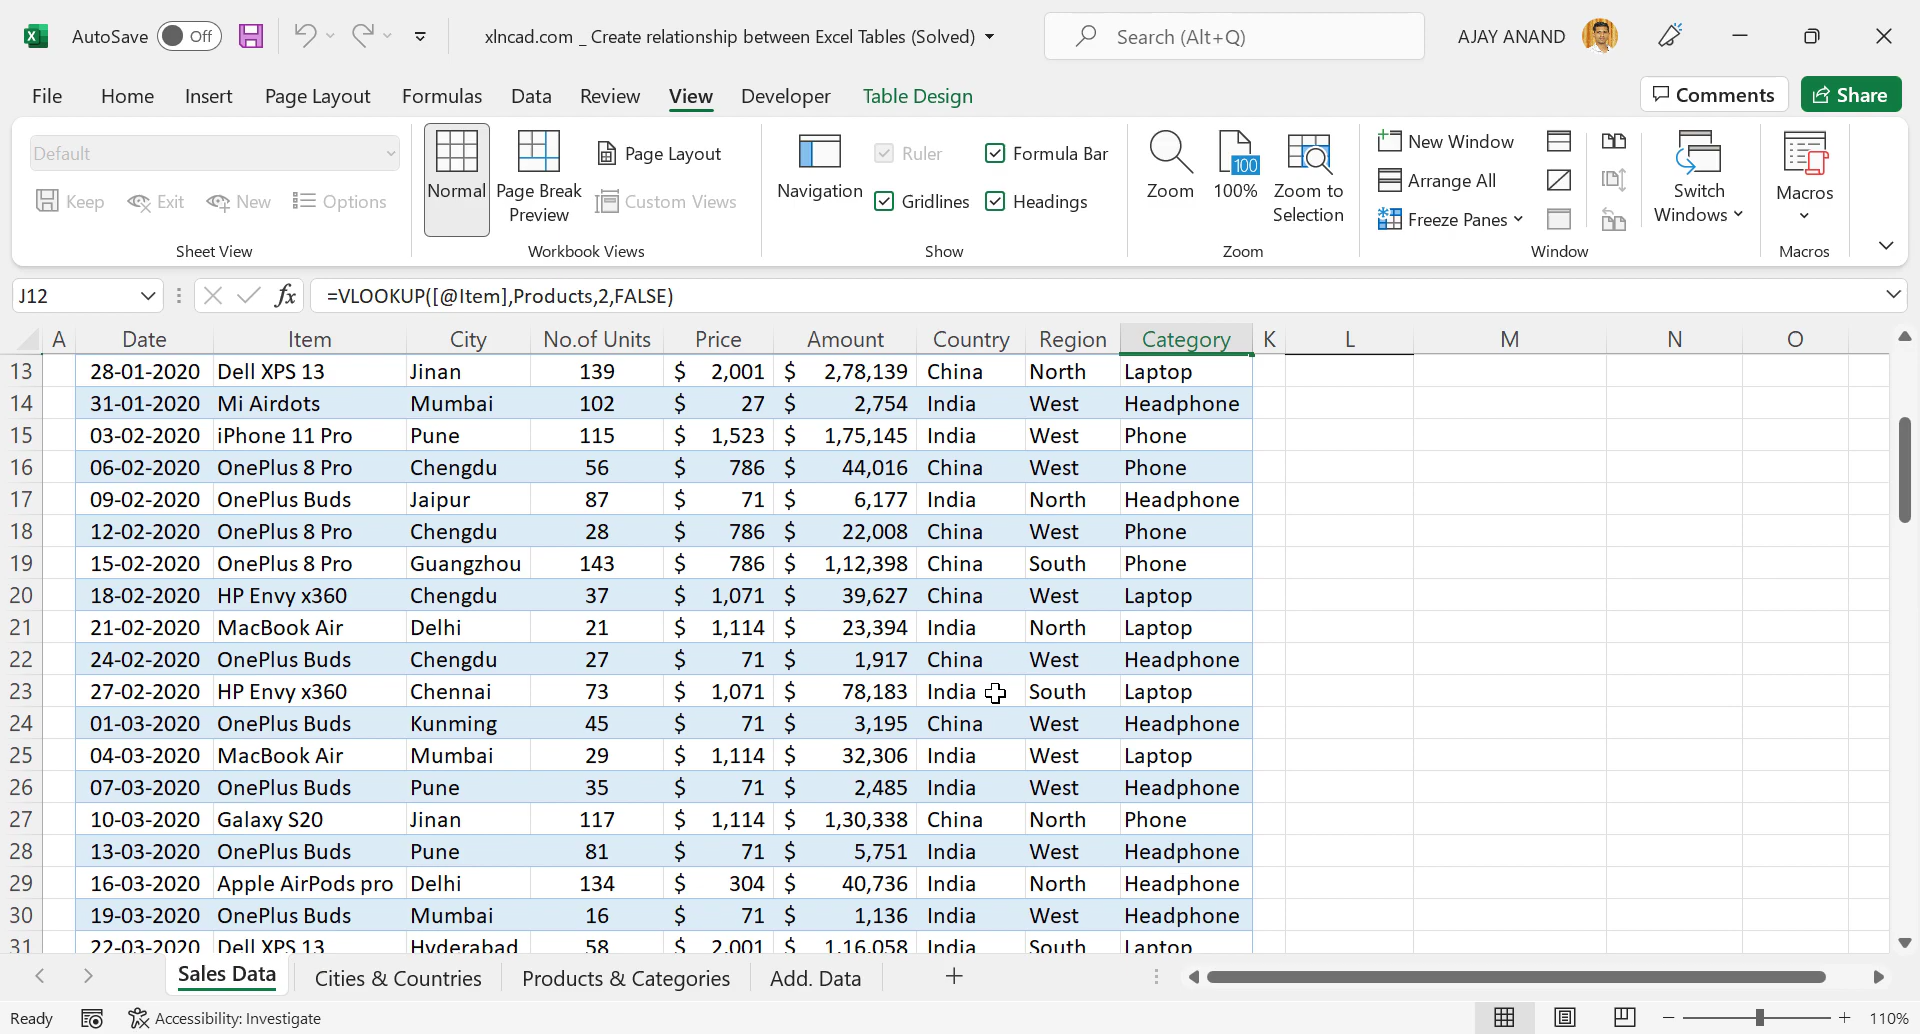 AutoSave Off xlncad.com _ Create relationship between Excel Tables (Solved) Search (Alt+Q) AJAY ANAND
File Home Insert Page Layout Formulas Data Review View Developer Table Design Comments Share
Default
Keep Exit New Options
Sheet View
Normal
Page Break Preview
Page Layout
Custom Views
Workbook Views
Navigation
Ruler Formula Bar
Gridlines Headings
Show
Zoom
100
100%
Zoom to Selection
Zoom
New Window
Arrange All
Freeze Panes
Switch Windows
Window
Macros
Macros
J12 fx =VLOOKUP([@Item],Products,2,FALSE)
A Date Item City No.of Units Price Amount Country Region Category K L M N O
13 28-01-2020 Dell XPS 13 Jinan 139 $ 2,001 $ 2,78,139 China North Laptop
14 31-01-2020 Mi Airdots Mumbai 102 $ 27 $ 2,754 India West Headphone
15 03-02-2020 iPhone 11 Pro Pune 115 $ 1,523 $ 1,75,145 India West Phone
16 06-02-2020 OnePlus 8 Pro Chengdu 56 $ 786 $ 44,016 China West Phone
17 09-02-2020 OnePlus Buds Jaipur 87 $ 71 $ 6,177 India North Headphone
18 12-02-2020 OnePlus 8 Pro Chengdu 28 $ 786 $ 22,008 China West Phone
19 15-02-2020 OnePlus 8 Pro Guangzhou 143 $ 786 $ 1,12,398 China South Phone
20 18-02-2020 HP Envy x360 Chengdu 37 $ 1,071 $ 39,627 China West Laptop
21 21-02-2020 MacBook Air Delhi 21 $ 1,114 $ 23,394 India North Laptop
22 24-02-2020 OnePlus Buds Chengdu 27 $ 71 $ 1,917 China West Headphone
23 27-02-2020 HP Envy x360 Chennai 73 $ 1,071 $ 78,183 India South Laptop
24 01-03-2020 OnePlus Buds Kunming 45 $ 71 $ 3,195 China West Headphone
25 04-03-2020 MacBook Air Mumbai 29 $ 1,114 $ 32,306 India West Laptop
26 07-03-2020 OnePlus Buds Pune 35 $ 71 $ 2,485 India West Headphone
27 10-03-2020 Galaxy S20 Jinan 117 $ 1,114 $ 1,30,338 China North Phone
28 13-03-2020 OnePlus Buds Pune 81 $ 71 $ 5,751 India West Headphone
29 16-03-2020 Apple AirPods pro Delhi 134 $ 304 $ 40,736 India North Headphone
30 19-03-2020 OnePlus Buds Mumbai 16 $ 71 $ 1,136 India West Headphone
31 22-03-2020 Dell XPS 13 Hyderabad 58 $ 2,001 $ 1,16,058 India South Laptop
Sales Data Cities & Countries Products & Categories Add. Data
Ready Accessibility: Investigate 110%